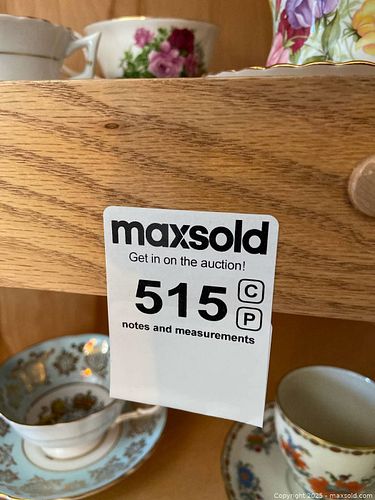 maxsold
Get in on the auction!
515 C
P
notes and measurements
Copyright 2025 - maxsold.com